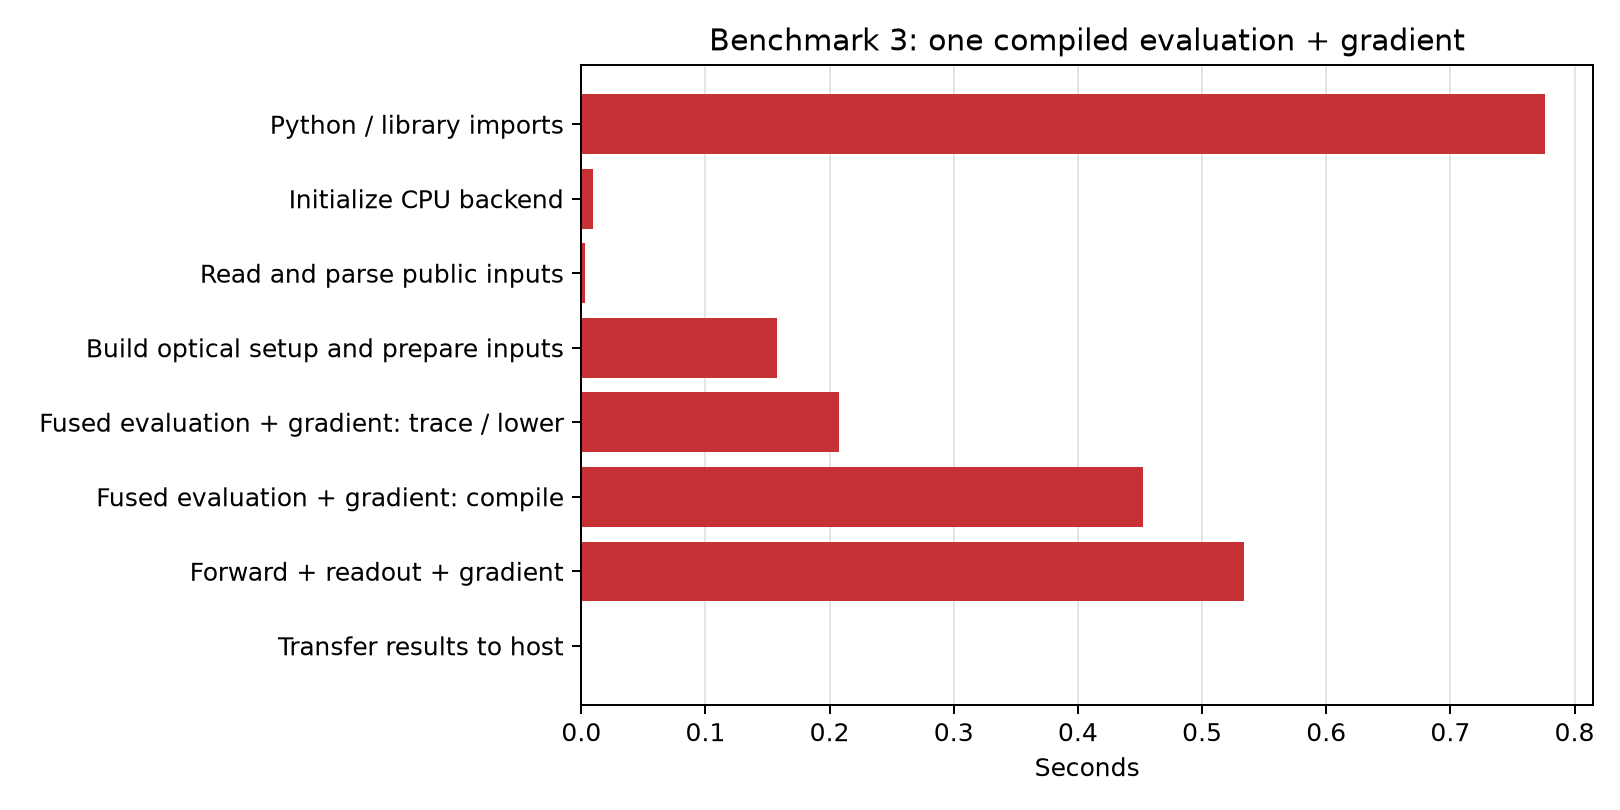 Benchmark 3: one compiled evaluation + gradient
Python / library imports
Initialize CPU backend
Read and parse public inputs
Build optical setup and prepare inputs
Fused evaluation + gradient: trace / lower
Fused evaluation + gradient: compile
Forward + readout + gradient
Transfer results to host
0.0 0.1 0.2 0.3 0.4 0.5 0.6 0.7 0.8
Seconds